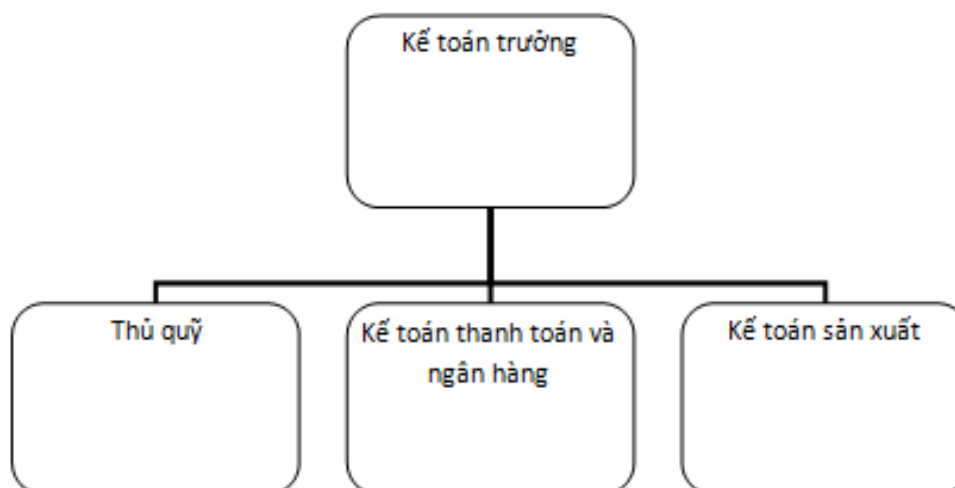 Kế toán trưởng
Thủ quỹ
Kế toán thanh toán và
ngân hàng
Kế toán sản xuất